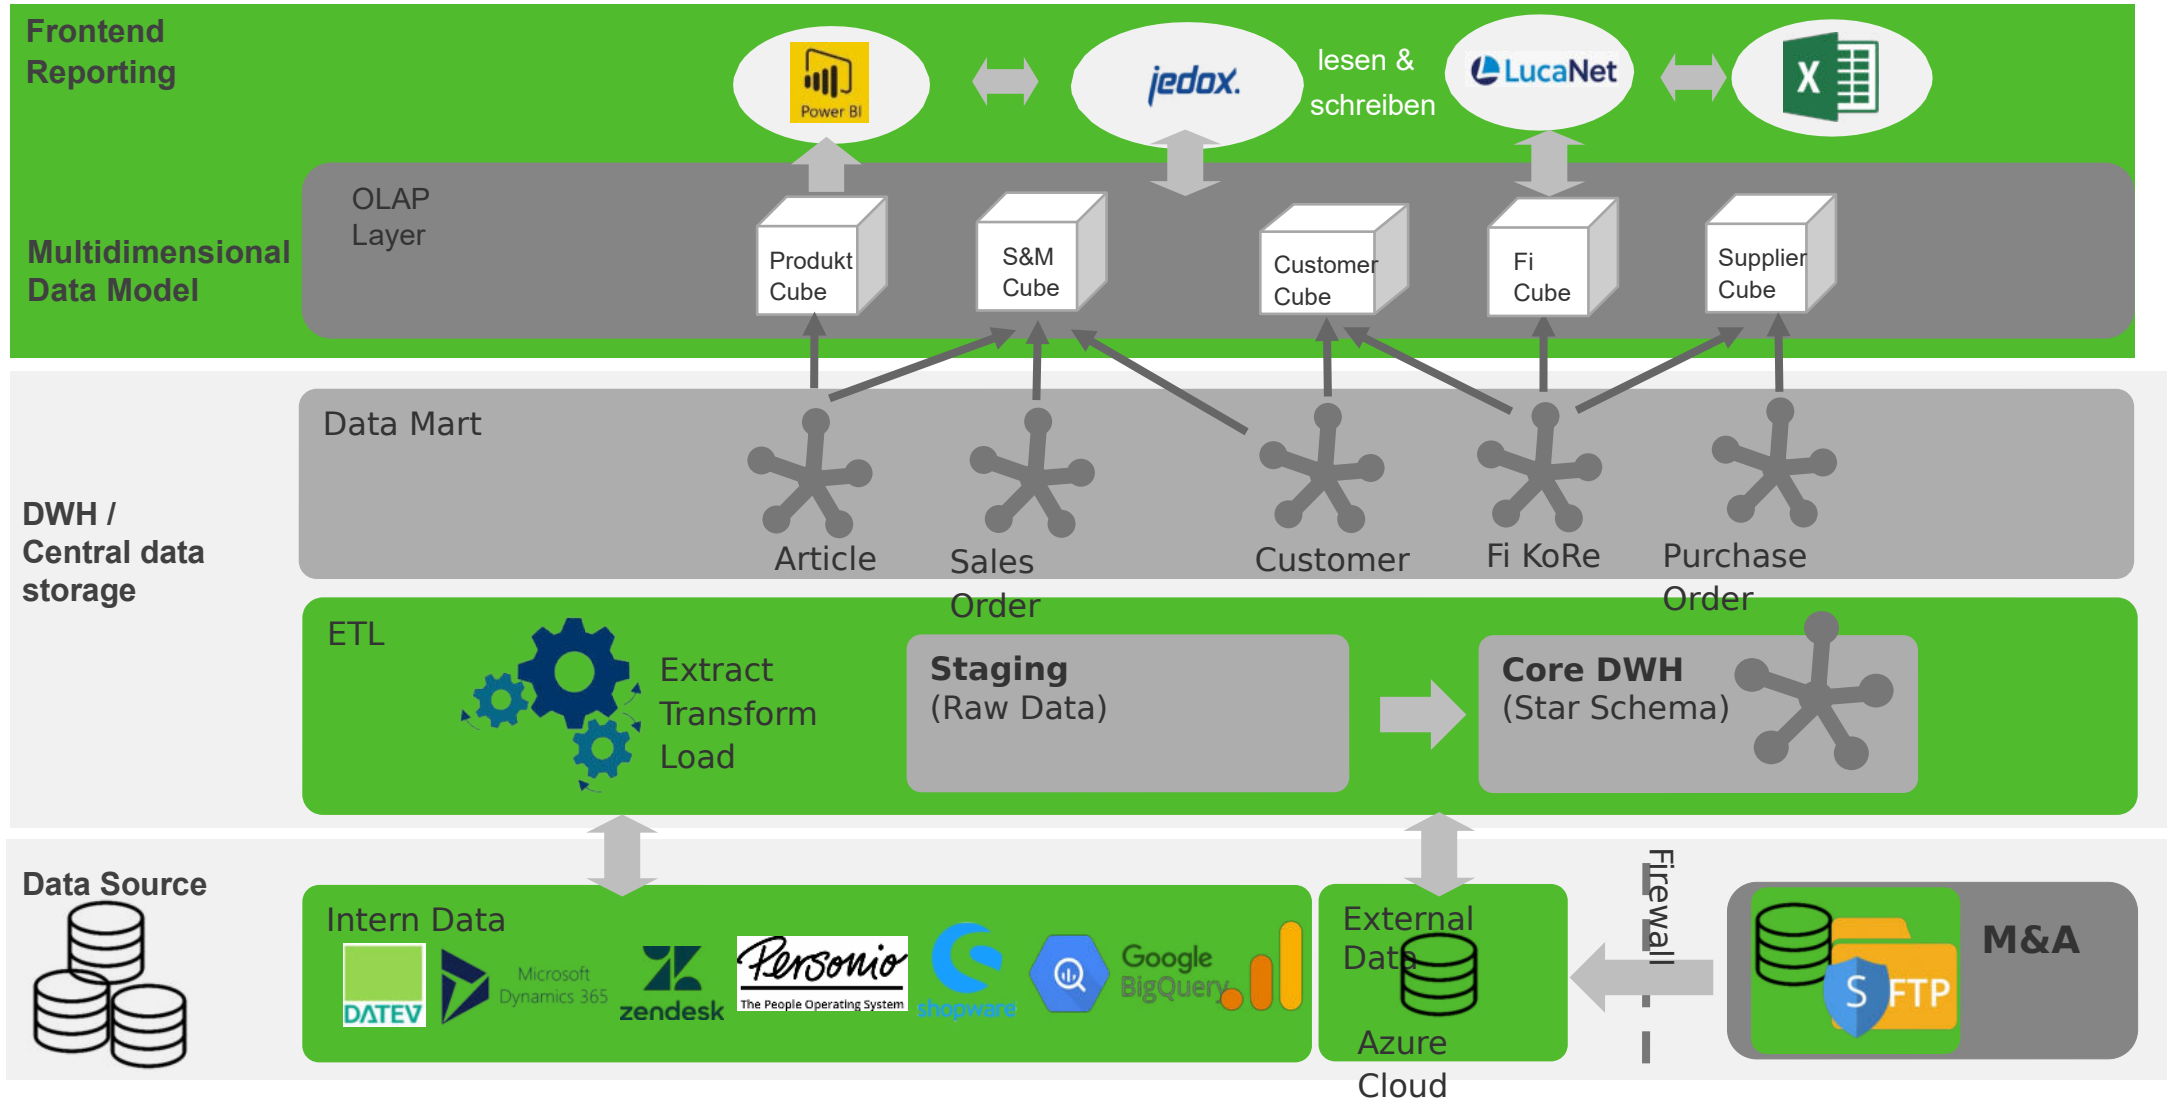 Frontend
Reporting
Power BI
jedox.
lesen &
schreiben
LucaNet
X
OLAP
Layer
Multidimensional
Data Model
Produkt
Cube
S&M
Cube
Customer
Cube
Fi
Cube
Supplier
Cube
Data Mart
DWH /
Central data
storage
Article
Sales
Order
Customer
Fi KoRe
Purchase
Order
ETL
Extract
Transform
Load
Staging
(Raw Data)
Core DWH
(Star Schema)
Data Source
Intern Data
DATEV
Microsoft
Dynamics 365
zendesk
Personio
The People Operating System
shopware
Google
BigQuery
External
Data
Azure
Cloud
Firewall
S FTP
M&A